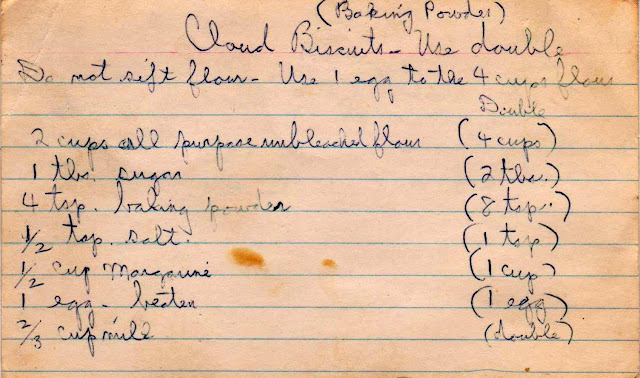 (Baking Powder)
Cloud Biscuits - Use double
Do not sift flour - Use 1 egg to the 4 cups flour
Double
2 cups all purpose unbleached flour (4 cups)
1 tbs. sugar (2 tbs.)
4 tsp. baking powder (8 tsp.)
1/2 tsp. salt. (1 tsp)
1/2 cup Margarine (1 cup)
1 egg - beaten (1 egg)
2/3 cup milk (double)